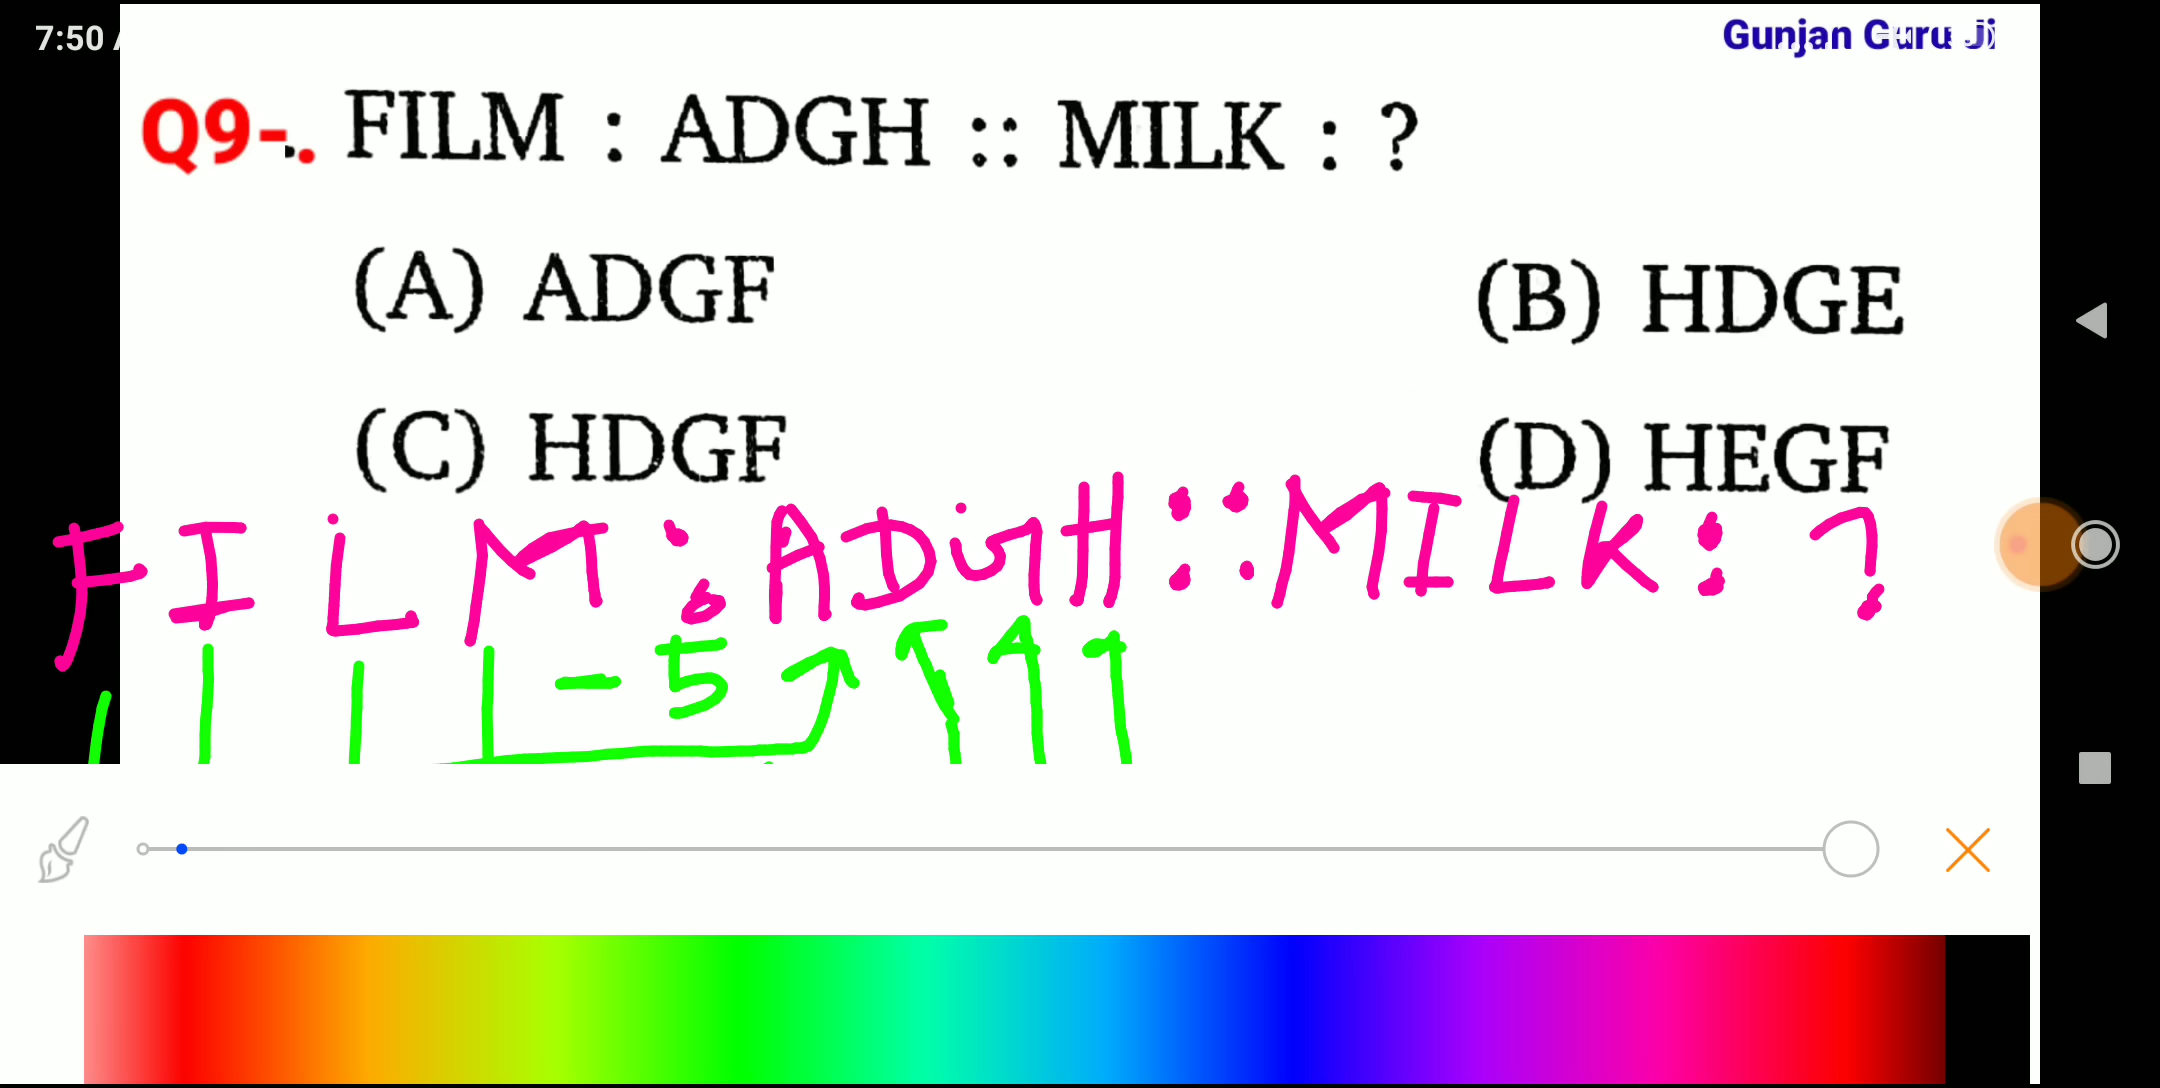 7:50
Gunjan Guru Ji
Q9-. FILM : ADGH :: MILK : ?
(A) ADGF (B) HDGE
(C) HDGF (D) HEGF
FILM : ADGH :: MILK : ?
-5